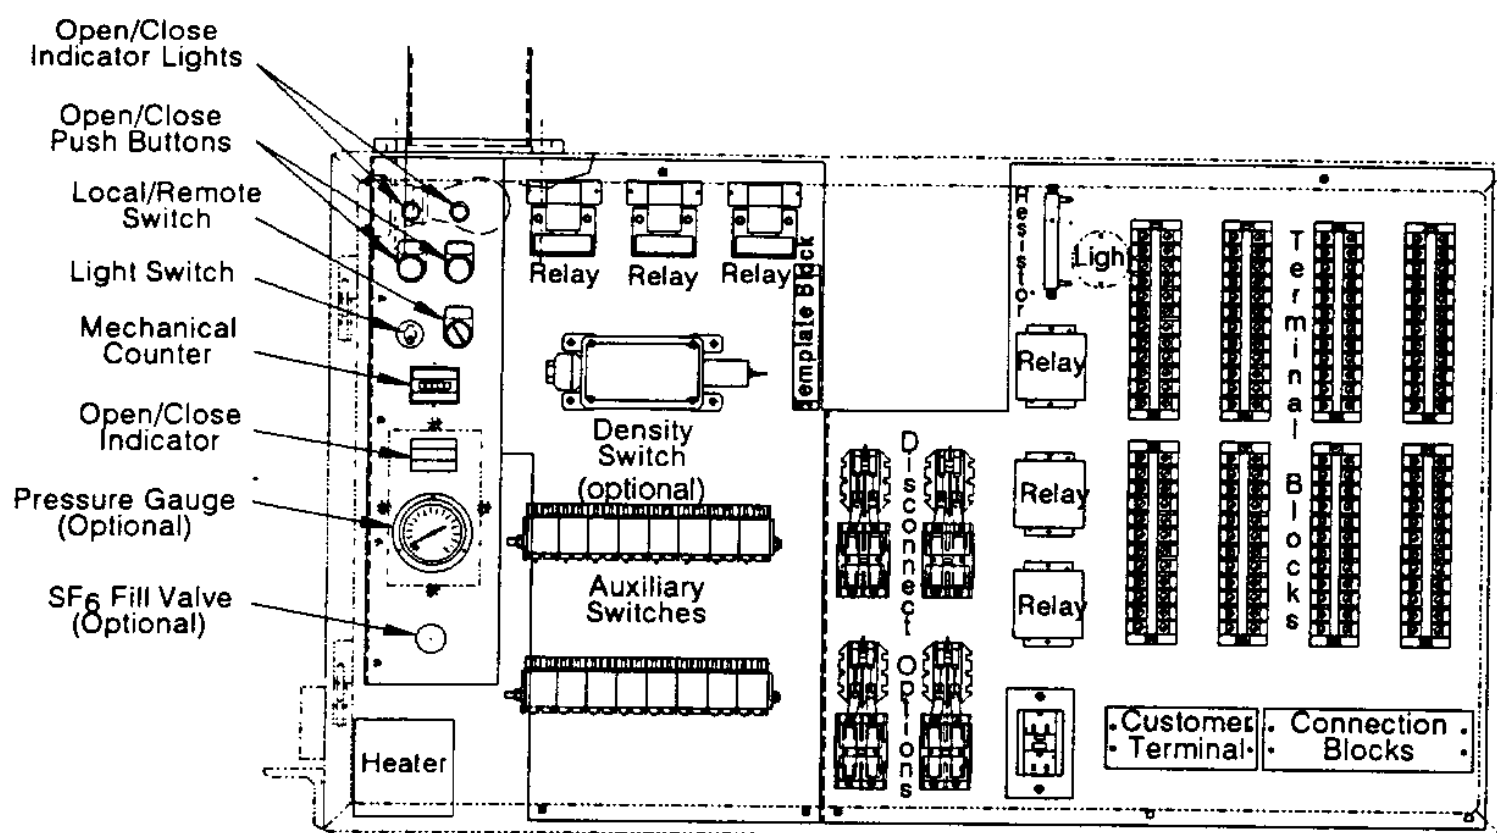 Open/Close
Indicator Lights
Open/Close
Push Buttons
Local/Remote
Switch
Light Switch
Mechanical
Counter
Open/Close
Indicator
Pressure Gauge
(Optional)
SF6 Fill Valve
(Optional)
Heater
Relay
Relay
Relay
Template Block
Density
Switch
(optional)
Auxiliary
Switches
Disconnect Options
Resistor
Light
Relay
Relay
Relay
Terminal Blocks
Customer
Terminal
Connection
Blocks